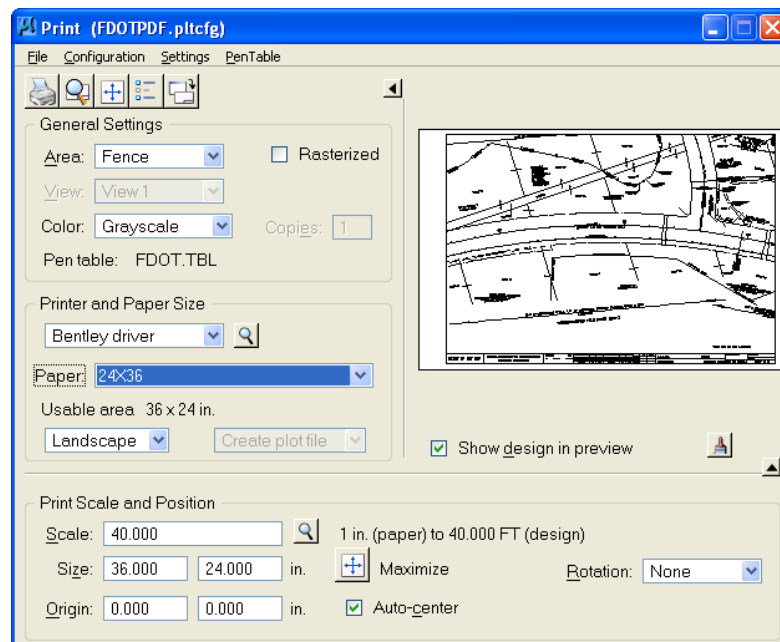 Print (FDOTPDF.pltcfg)
File Configuration Settings PenTable
General Settings
Area: Fence Rasterized
View: View 1
Color: Grayscale Copies: 1
Pen table: FDOT.TBL
Printer and Paper Size
Bentley driver
Paper: 24X36
Usable area 36 x 24 in.
Landscape Create plot file
Show design in preview
Print Scale and Position
Scale: 40.000 1 in. (paper) to 40.000 FT (design)
Size: 36.000 24.000 in. Maximize Rotation: None
Origin: 0.000 0.000 in. Auto-center